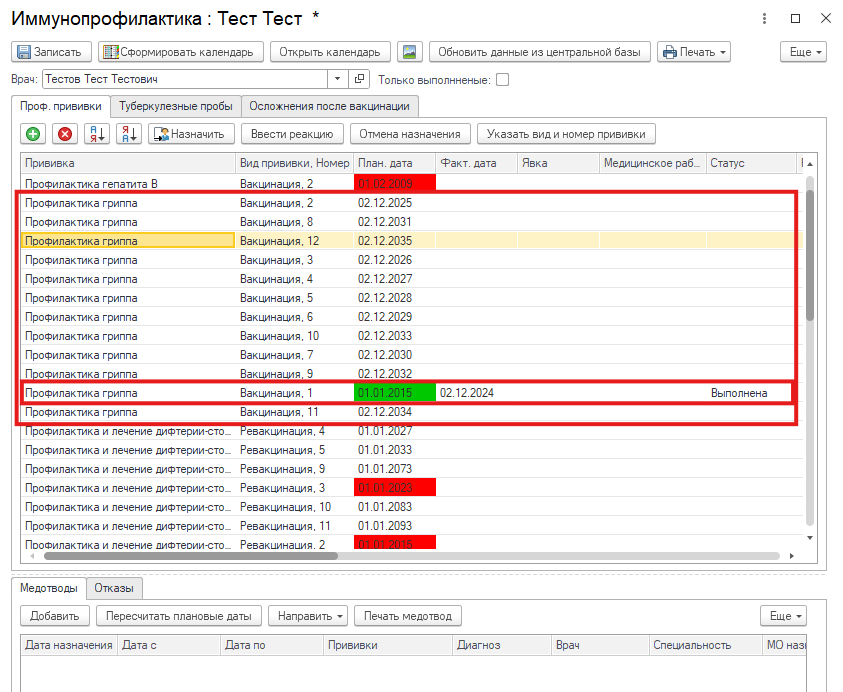 Иммунопрофилактика : Тест Тест *
Записать Сформировать календарь Открыть календарь Обновить данные из центральной базы Печать Еще
Врач: Тестов Тест Тестович Только выполнненые:
Проф. прививки Туберкулезные пробы Осложнения после вакцинации
Назначить Ввести реакцию Отмена назначения Указать вид и номер прививки
Прививка Вид прививки, Номер План. дата Факт. дата Явка Медицинское раб... Статус
Профилактика гепатита В Вакцинация, 2 01.02.2009
Профилактика гриппа Вакцинация, 2 02.12.2025
Профилактика гриппа Вакцинация, 8 02.12.2031
Профилактика гриппа Вакцинация, 12 02.12.2035
Профилактика гриппа Вакцинация, 3 02.12.2026
Профилактика гриппа Вакцинация, 4 02.12.2027
Профилактика гриппа Вакцинация, 5 02.12.2028
Профилактика гриппа Вакцинация, 6 02.12.2029
Профилактика гриппа Вакцинация, 10 02.12.2033
Профилактика гриппа Вакцинация, 7 02.12.2030
Профилактика гриппа Вакцинация, 9 02.12.2032
Профилактика гриппа Вакцинация, 1 01.01.2015 02.12.2024 Выполнена
Профилактика гриппа Вакцинация, 11 02.12.2034
Профилактика и лечение дифтерии-сто... Ревакцинация, 4 01.01.2027
Профилактика и лечение дифтерии-сто... Ревакцинация, 5 01.01.2033
Профилактика и лечение дифтерии-сто... Ревакцинация, 9 01.01.2073
Профилактика и лечение дифтерии-сто... Ревакцинация, 3 01.01.2023
Профилактика и лечение дифтерии-сто... Ревакцинация, 10 01.01.2083
Профилактика и лечение дифтерии-сто... Ревакцинация, 11 01.01.2093
Профилактика и лечение дифтерии-сто... Ревакцинация, 2 01.01.2015
Медотводы Отказы
Добавить Пересчитать плановые даты Направить Печать медотвод Еще
Дата назначения Дата с Дата по Прививки Диагноз Врач Специальность МО назн